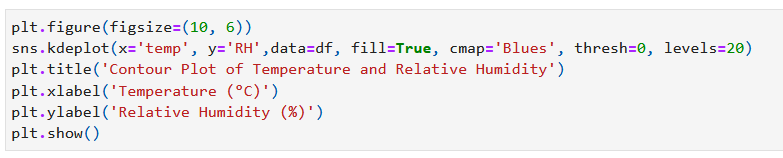 plt.figure(figsize=(10, 6))
sns.kdeplot(x='temp', y='RH',data=df, fill=True, cmap='Blues', thresh=0, levels=20)
plt.title('Contour Plot of Temperature and Relative Humidity')
plt.xlabel('Temperature (°C)')
plt.ylabel('Relative Humidity (%)')
plt.show()